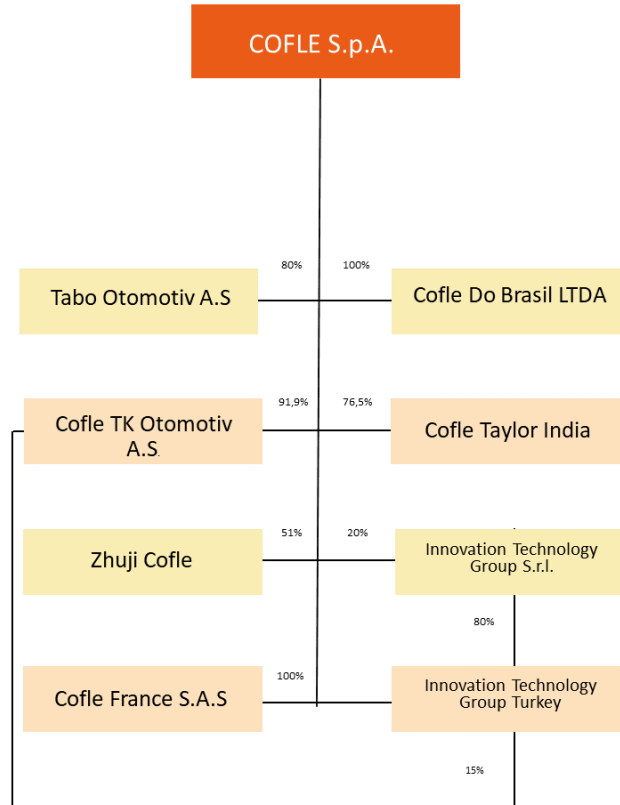 COFLE S.p.A.
80% 100%
Tabo Otomotiv A.S
Cofle Do Brasil LTDA
91,9% 76,5%
Cofle TK Otomotiv
A.S.
Cofle Taylor India
51% 20%
Zhuji Cofle
Innovation Technology
Group S.r.l.
80%
100%
Cofle France S.A.S
Innovation Technology
Group Turkey
15%